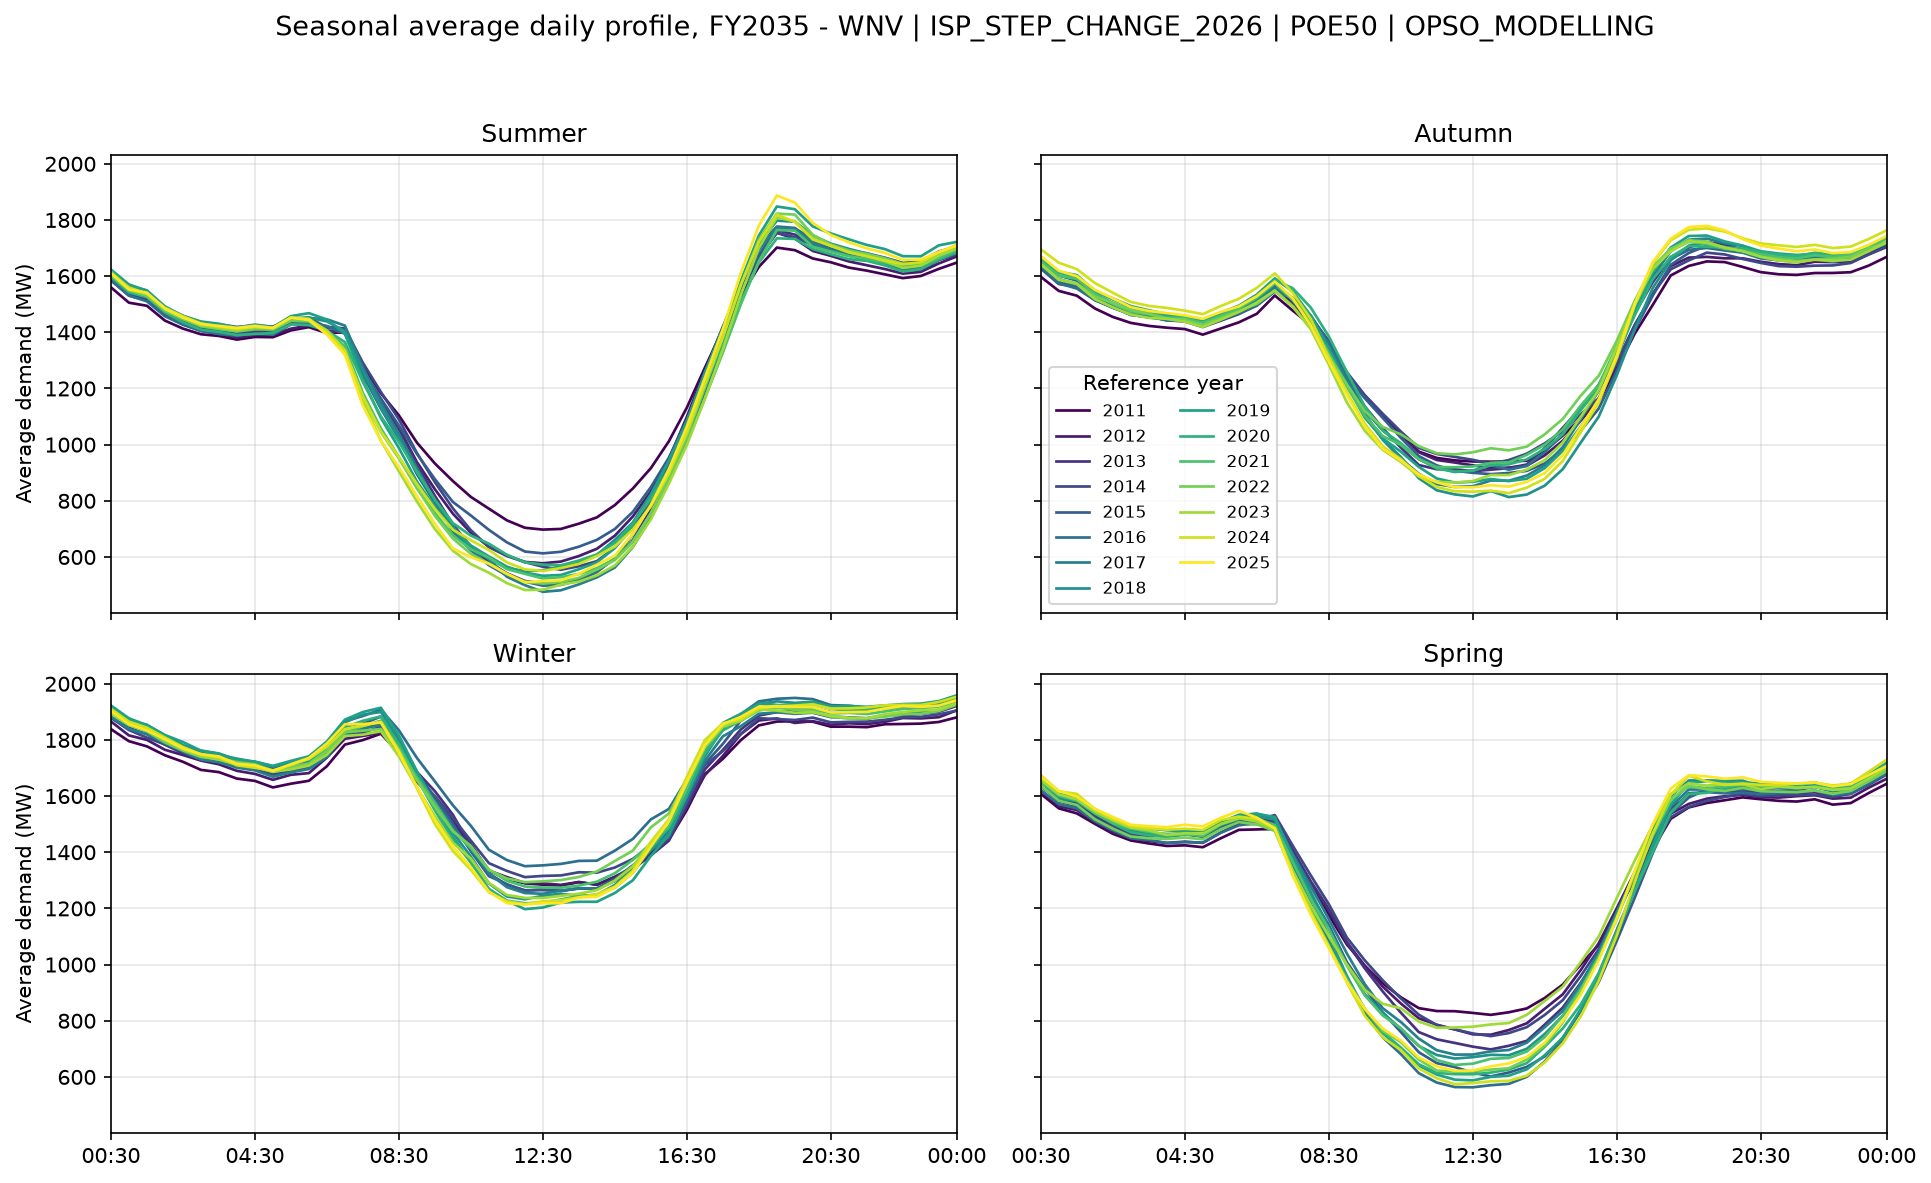 Seasonal average daily profile, FY2035 - WNV | ISP_STEP_CHANGE_2026 | POE50 | OPSO_MODELLING
Summer
Average demand (MW)
2000
1800
1600
1400
1200
1000
800
600
Autumn
Reference year
2011 2019
2012 2020
2013 2021
2014 2022
2015 2023
2016 2024
2017 2025
2018
Winter
Average demand (MW)
2000
1800
1600
1400
1200
1000
800
600
00:30 04:30 08:30 12:30 16:30 20:30 00:00
Spring
00:30 04:30 08:30 12:30 16:30 20:30 00:00